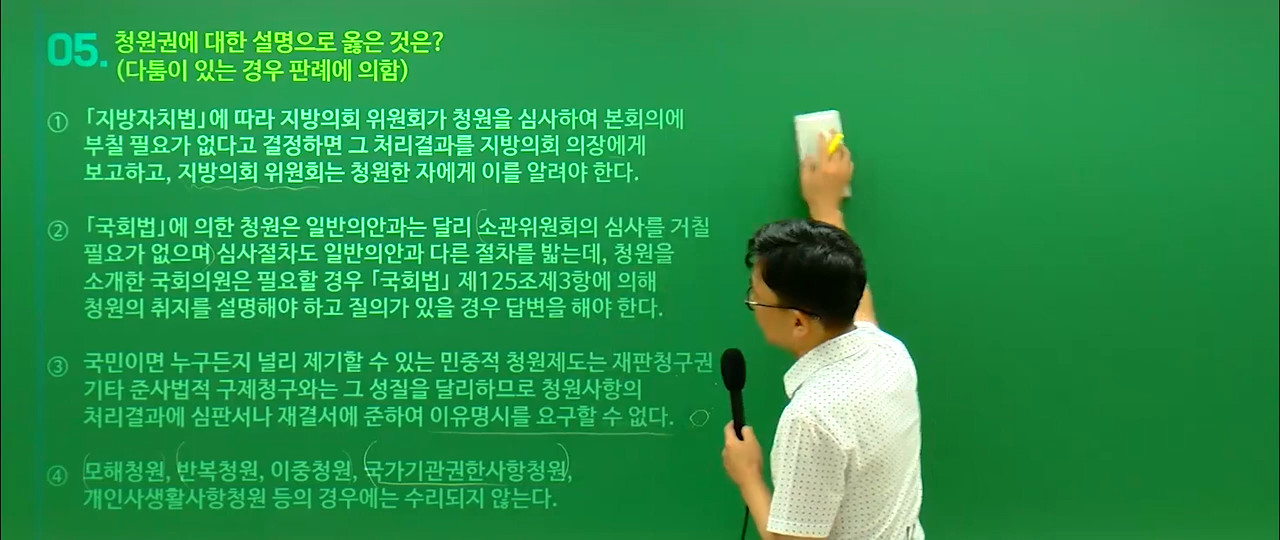 05. 청원권에 대한 설명으로 옳은 것은?
(다툼이 있는 경우 판례에 의함)
① 「지방자치법」에 따라 지방의회 위원회가 청원을 심사하여 본회의에
부칠 필요가 없다고 결정하면 그 처리결과를 지방의회 의장에게
보고하고, 지방의회 위원회는 청원한 자에게 이를 알려야 한다.
② 「국회법」에 의한 청원은 일반의안과는 달리 소관위원회의 심사를 거칠
필요가 없으며 심사절차도 일반의안과 다른 절차를 밟는데, 청원을
소개한 국회의원은 필요할 경우 「국회법」 제125조제3항에 의해
청원의 취지를 설명해야 하고 질의가 있을 경우 답변을 해야 한다.
③ 국민이면 누구든지 널리 제기할 수 있는 민중적 청원제도는 재판청구권
기타 준사법적 구제청구와는 그 성질을 달리하므로 청원사항의
처리결과에 심판서나 재결서에 준하여 이유명시를 요구할 수 없다.
④ 모해청원, 반복청원, 이중청원, 국가기관권한사항청원,
개인사생활사항청원 등의 경우에는 수리되지 않는다.